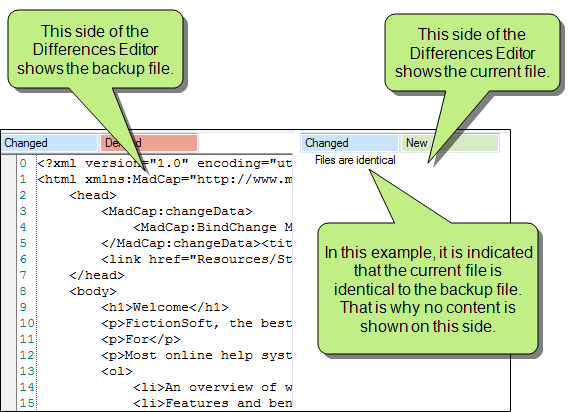 This side of the
Differences Editor
shows the backup file.
This side of the
Differences Editor
shows the current file.
Changed
Changed
New
Files are identical
0 <?xml version="1.0" encoding="ut
1 <html xmlns:MadCap="http://www.m
2 <head>
3 <MadCap:changeData>
4 <MadCap:BindChange M
5 </MadCap:changeData><tit
6 <link href="Resources/St
7 </head>
8 <body>
9 <h1>Welcome</h1>
10 <p>FictionSoft, the best
11 <p>For</p>
12 <p>Most online help syst
13 <ol>
14 <li>An overview of w
15 <li>Features and ben
In this example, it is indicated
that the current file is
identical to the backup file.
That is why no content is
shown on this side.